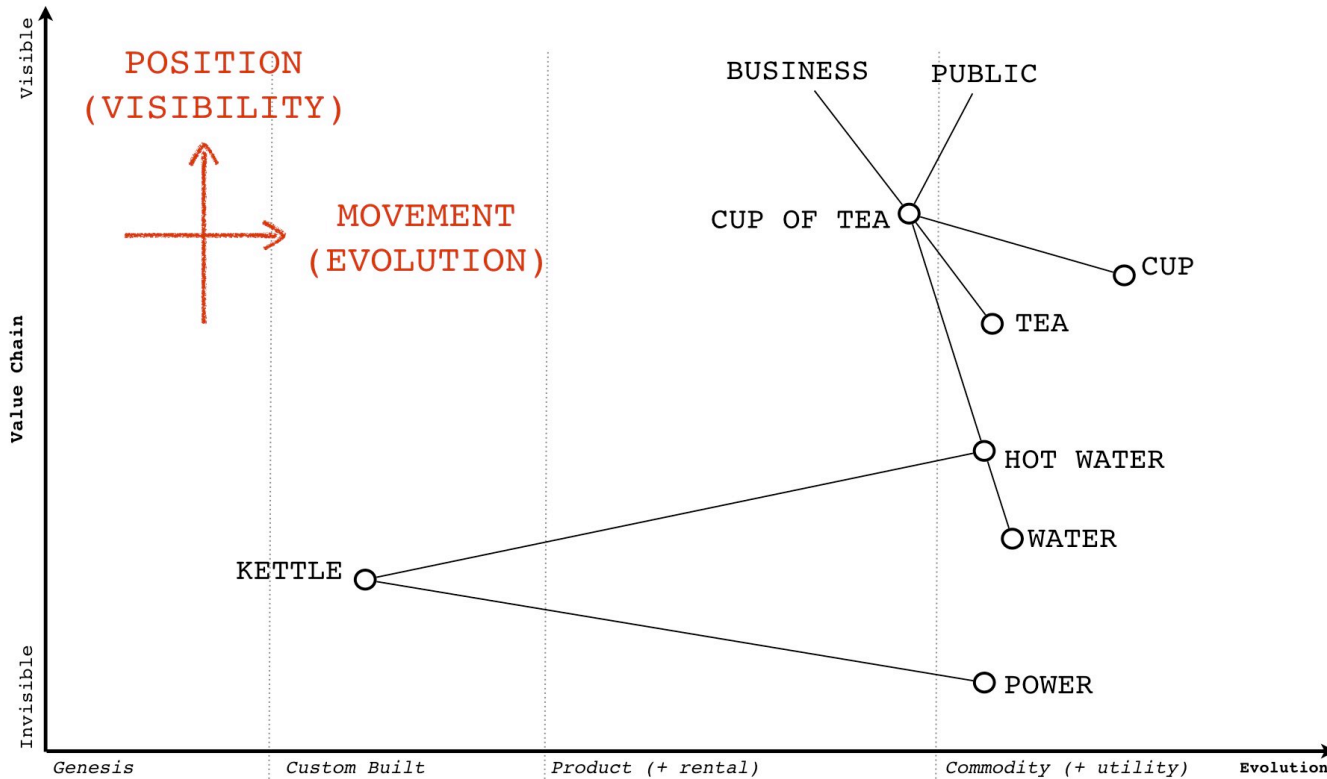 Visible
POSITION
(VISIBILITY)
BUSINESS
PUBLIC
MOVEMENT
(EVOLUTION)
CUP OF TEA
CUP
TEA
Value Chain
HOT WATER
WATER
KETTLE
POWER
Invisible
Genesis
Custom Built
Product (+ rental)
Commodity (+ utility)
Evolution